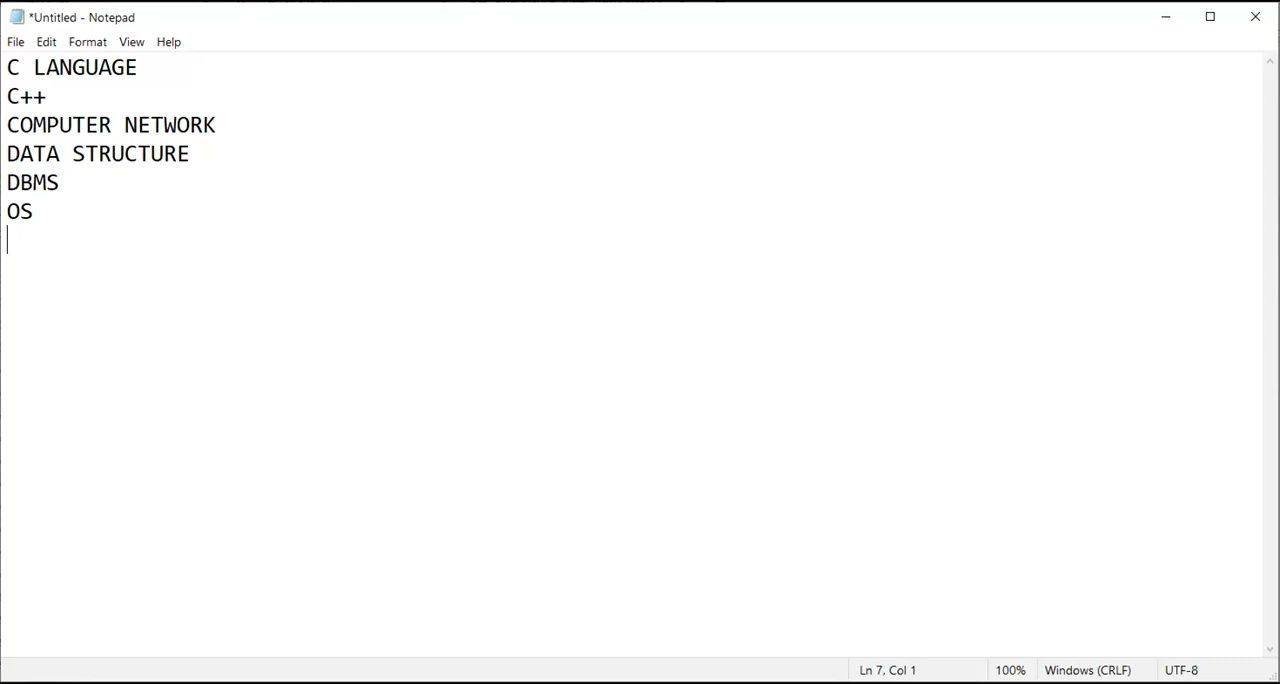 *Untitled - Notepad
File Edit Format View Help
C LANGUAGE
C++
COMPUTER NETWORK
DATA STRUCTURE
DBMS
OS
Ln 7, Col 1 100% Windows (CRLF) UTF-8